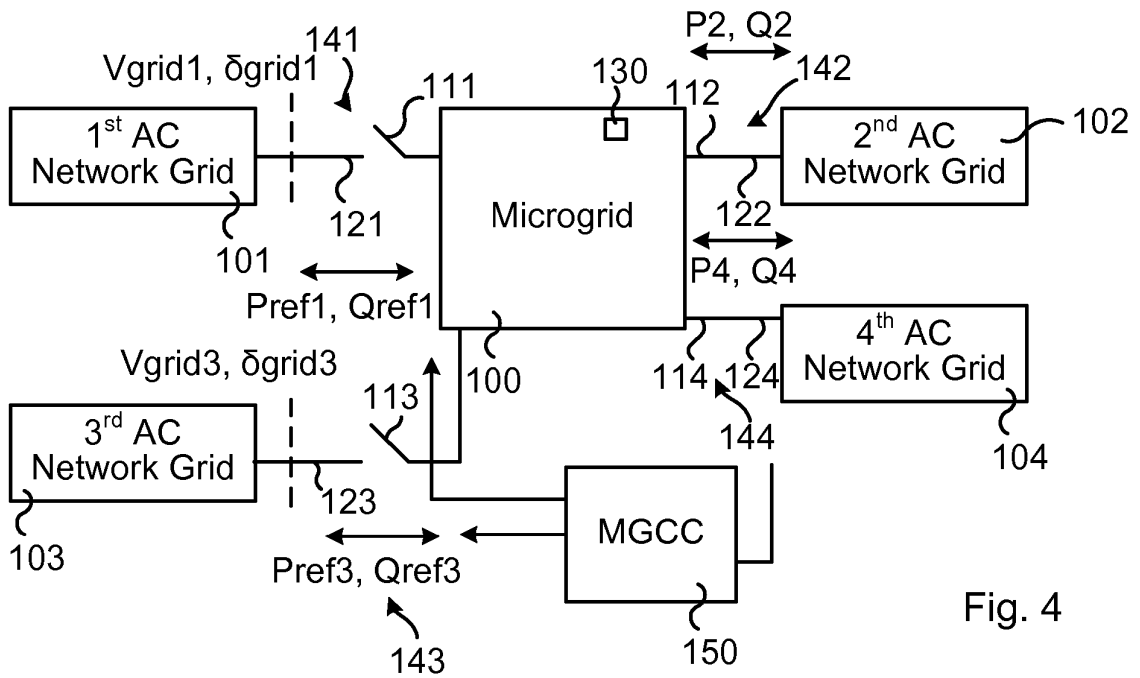 P2, Q2
141
Vgrid1, δgrid1
111
130
112
142
102
1st AC
Network Grid
2nd AC
Network Grid
Microgrid
121
122
101
P4, Q4
Pref1, Qref1
Vgrid3, δgrid3
100
114
124
4th AC
Network Grid
113
3rd AC
Network Grid
144
104
123
MGCC
103
Pref3, Qref3
143
150
Fig. 4